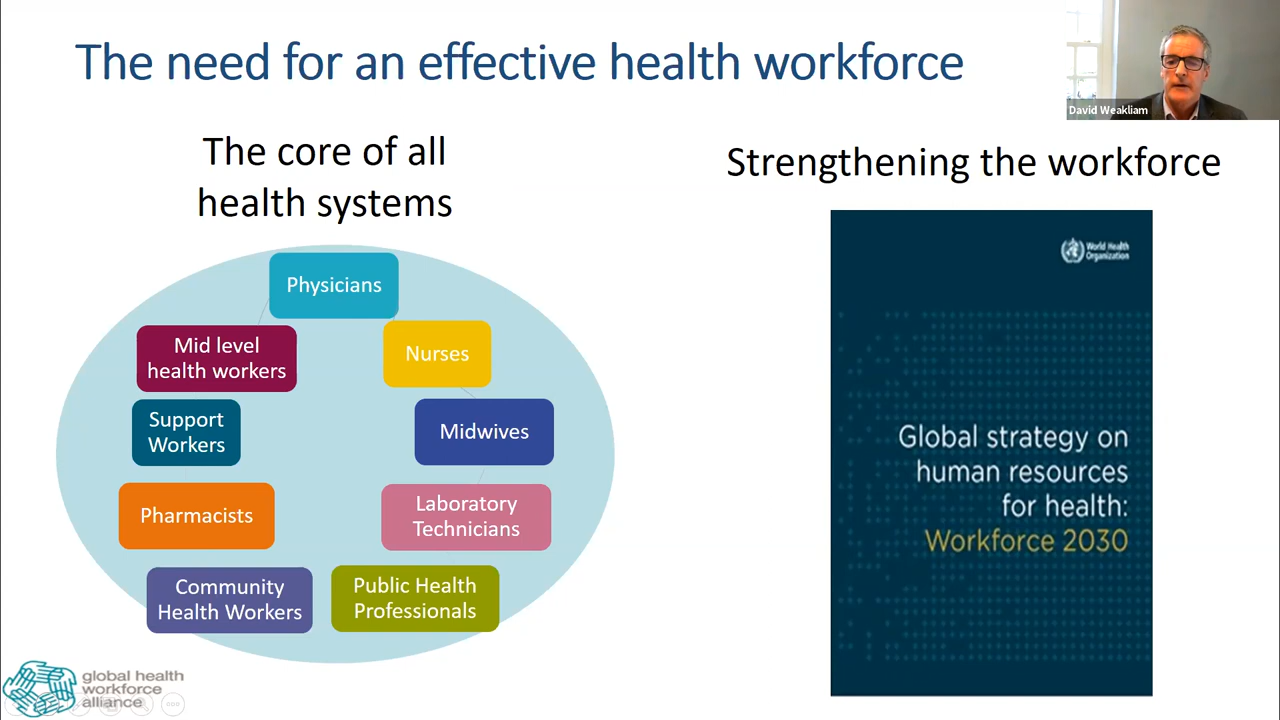 The need for an effective health workforce
David Weakliam
The core of all
health systems
Physicians
Mid level
health workers
Nurses
Support
Workers
Midwives
Pharmacists
Laboratory
Technicians
Community
Health Workers
Public Health
Professionals
global health
workforce
alliance
Strengthening the workforce
World Health
Organization
Global strategy on
human resources
for health:
Workforce 2030